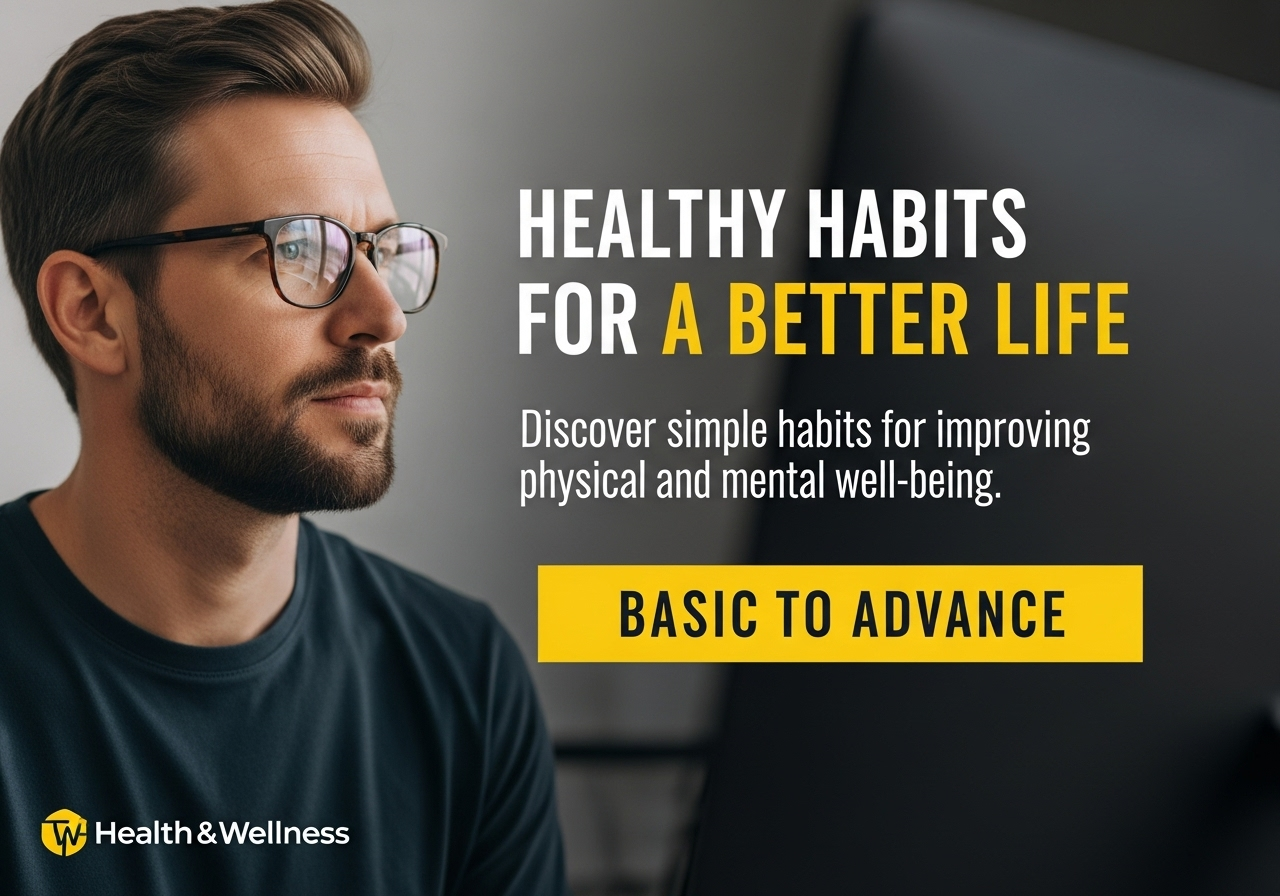 HEALTHY HABITS
FOR A BETTER LIFE
Discover simple habits for improving
physical and mental well-being.
BASIC TO ADVANCE
TW Health & Wellness